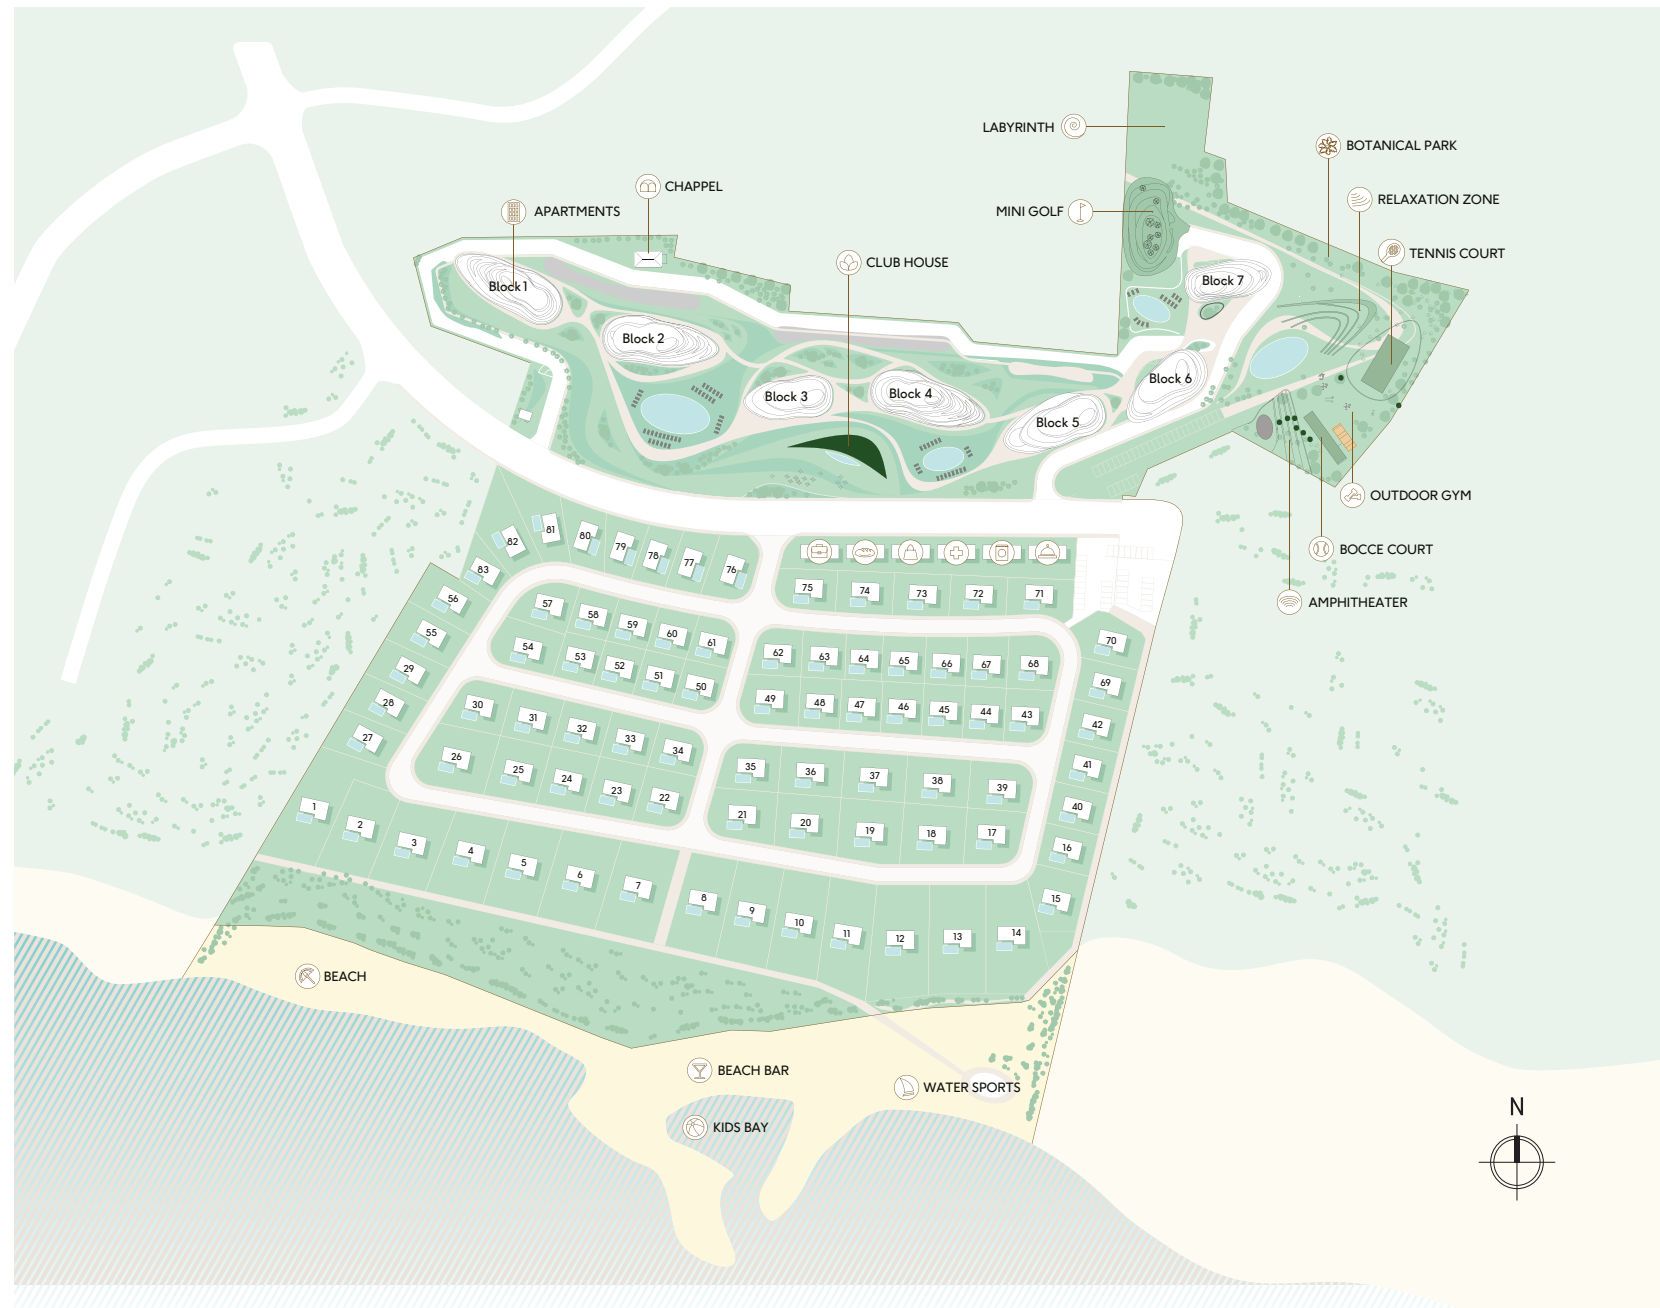 LABYRINTH
BOTANICAL PARK
CHAPPEL
RELAXATION ZONE
APARTMENTS
MINI GOLF
TENNIS COURT
CLUB HOUSE
Block 1
Block 7
Block 2
Block 6
Block 3
Block 4
Block 5
OUTDOOR GYM
BOCCE COURT
AMPHITHEATER
82 81 80 79 78 77 76
83
75 74 73 72 71
56
57 58 59 60 61
55
70
54 53 52 51 50
62 63 64 65 66 67 68
29
69
28
30 31 32 33 34
49 48 47 46 45 44 43
42
27
26 25 24 23 22
35 36 37 38 39
41
1
21 20 19 18 17
40
2
3
4
5
6
7
16
8
9
10
11
12
13
14
15
BEACH
BEACH BAR
WATER SPORTS
KIDS BAY
N